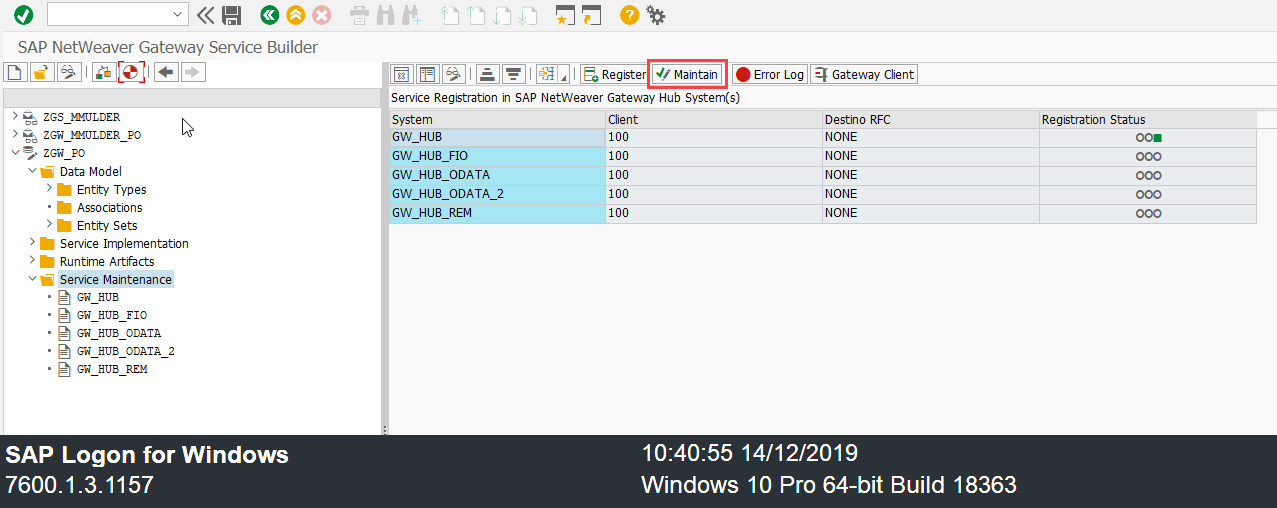 SAP NetWeaver Gateway Service Builder
Register
Maintain
Error Log
Gateway Client
Service Registration in SAP NetWeaver Gateway Hub System(s)
System Client Destino RFC Registration Status
GW_HUB 100 NONE
GW_HUB_FIO 100 NONE
GW_HUB_ODATA 100 NONE
GW_HUB_ODATA_2 100 NONE
GW_HUB_REM 100 NONE
ZGS_MMULDER
ZGW_MMULDER_PO
ZGW_PO
Data Model
Entity Types
Associations
Entity Sets
Service Implementation
Runtime Artifacts
Service Maintenance
GW_HUB
GW_HUB_FIO
GW_HUB_ODATA
GW_HUB_ODATA_2
GW_HUB_REM
SAP Logon for Windows
7600.1.3.1157
10:40:55 14/12/2019
Windows 10 Pro 64-bit Build 18363